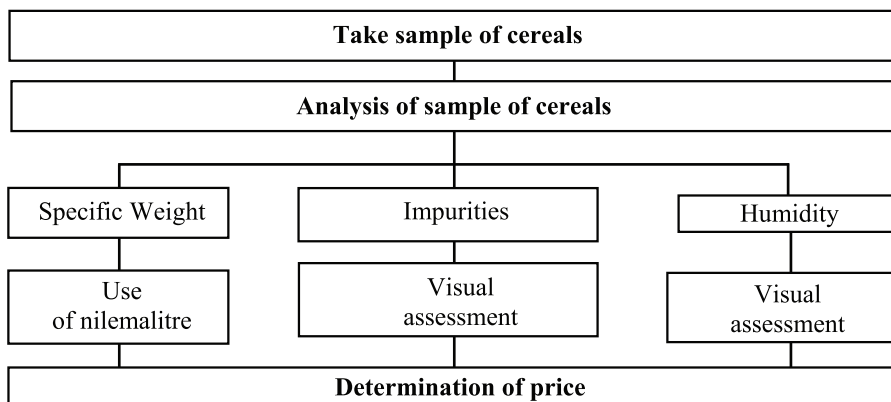 Take sample of cereals
Analysis of sample of cereals
Specific Weight
Impurities
Humidity
Use
of nilemalitre
Visual
assessment
Visual
assessment
Determination of price